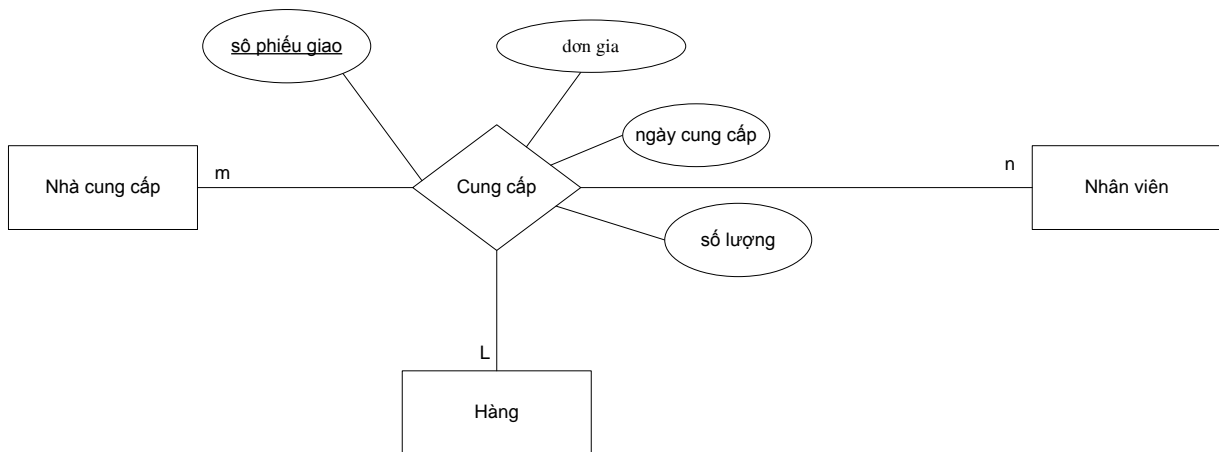 sô phiếu giao
dơn gia
ngày cung cấp
Nhà cung cấp
m
Cung cấp
n
Nhân viên
số lượng
L
Hàng